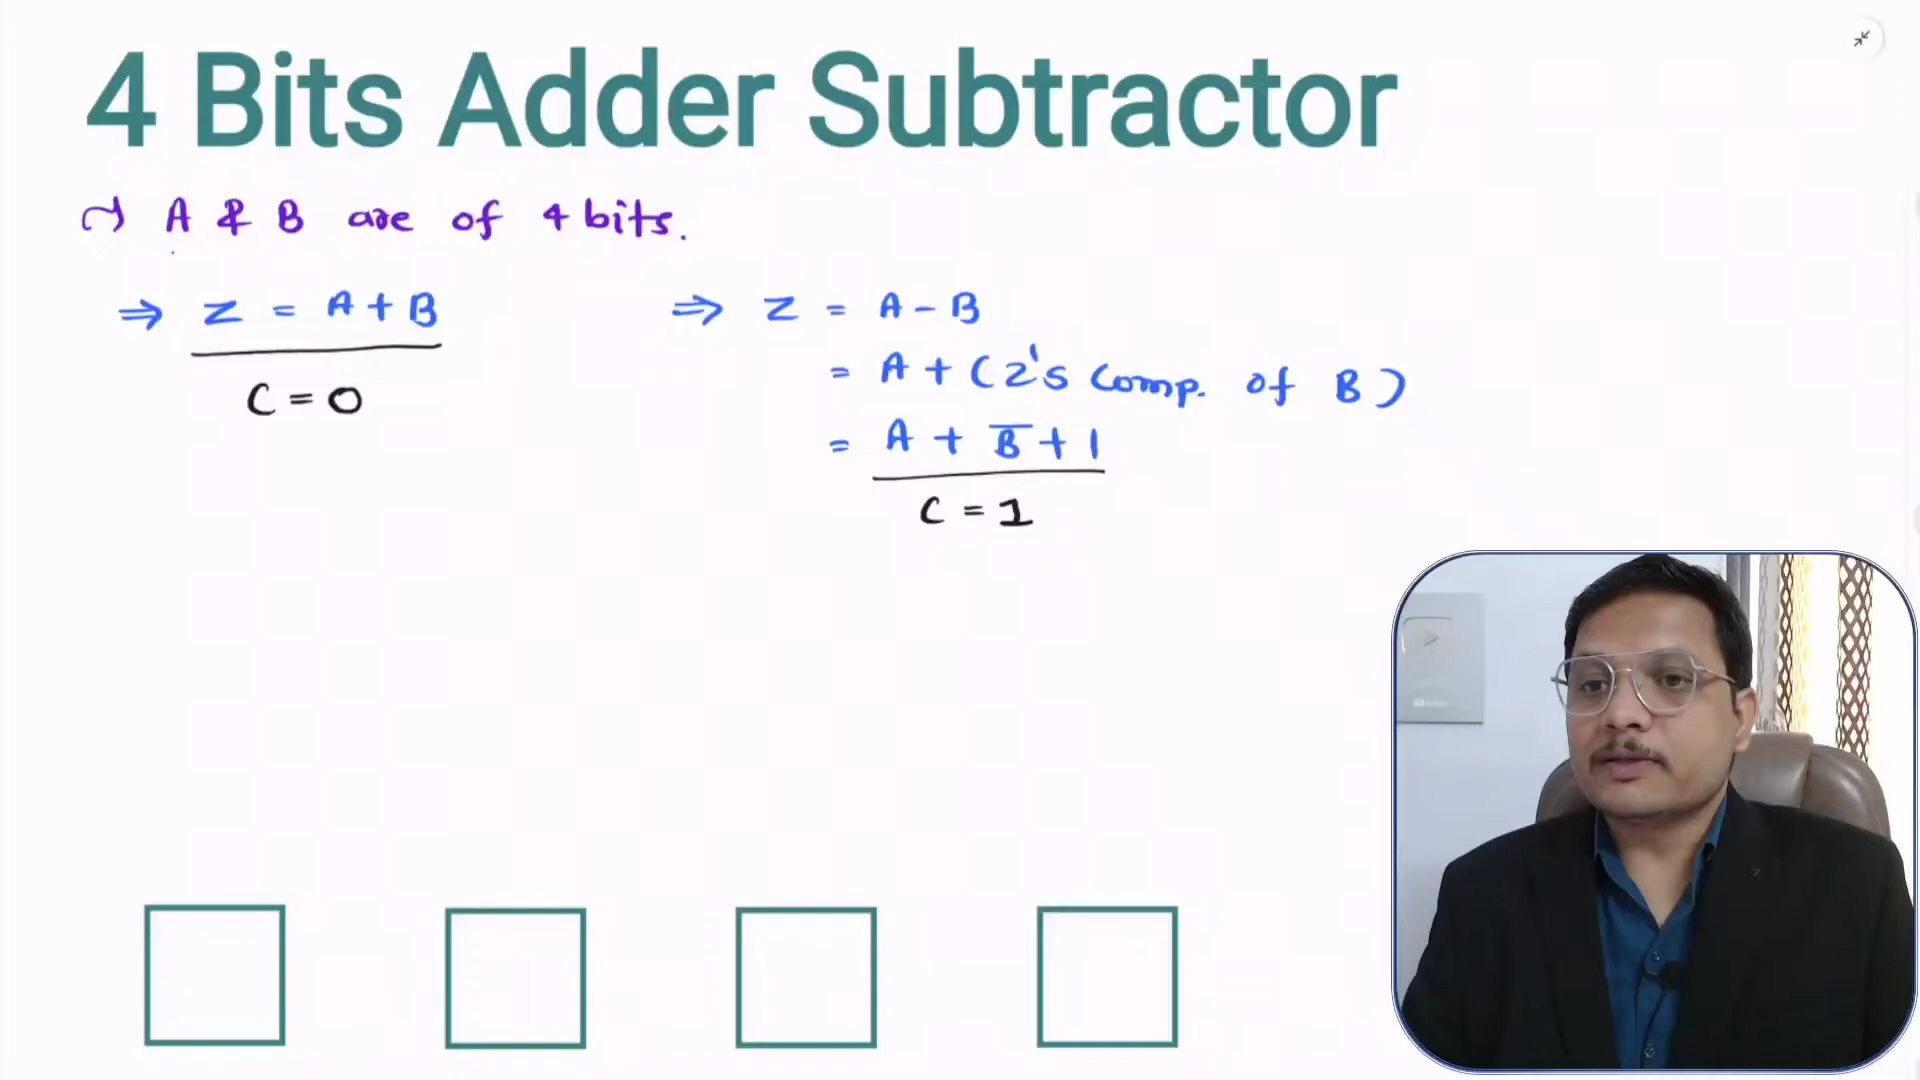 4 Bits Adder Subtractor
→ A & B are of 4 bits.
⇒ Z = A + B
C = 0
⇒ Z = A - B
= A + (2's Comp. of B)
= A + B̅ + 1
C = 1